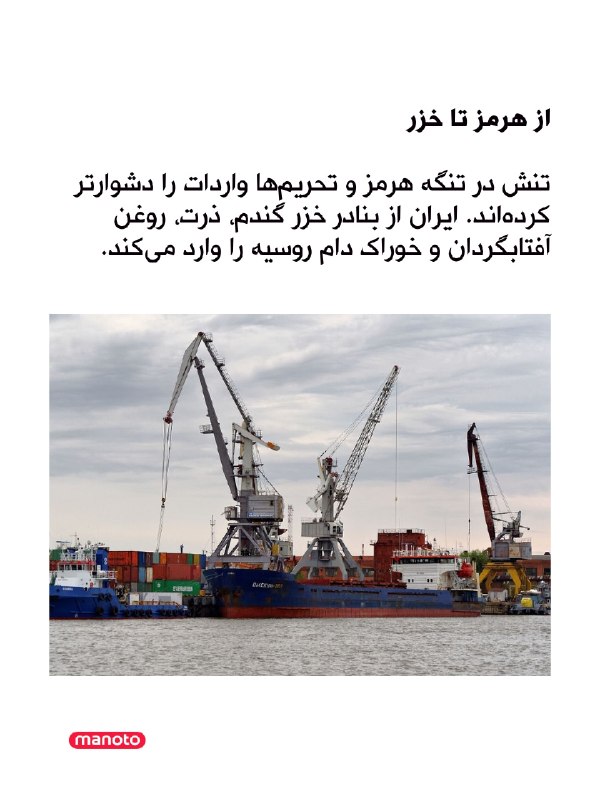 از هرمز تا خزر
تنش در تنگه هرمز و تحریم‌ها واردات را دشوارتر
کرده‌اند. ایران از بنادر خزر گندم، ذرت، روغن
آفتابگردان و خوراک دام روسیه را وارد می‌کند.
manoto